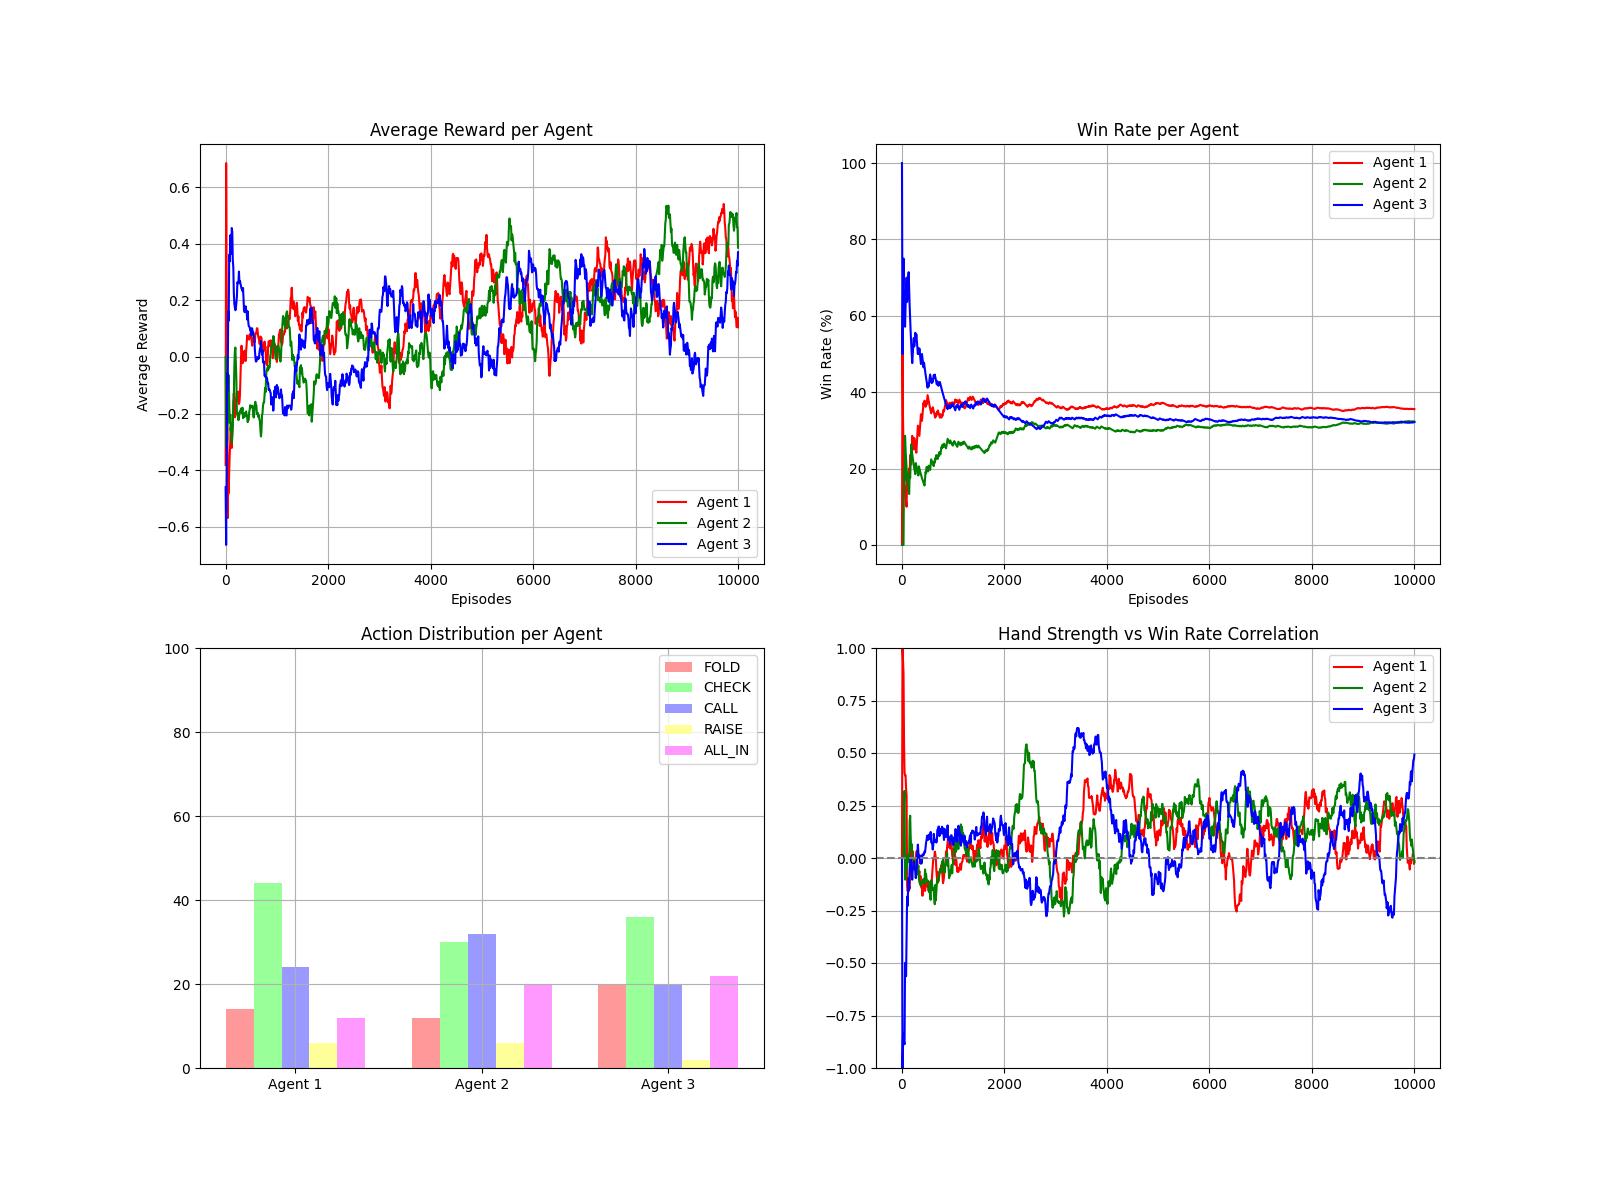 Average Reward per Agent
Average Reward
0.6
0.4
0.2
0.0
−0.2
−0.4
−0.6
0 2000 4000 6000 8000 10000
Episodes
Agent 1
Agent 2
Agent 3
Win Rate per Agent
Win Rate (%)
100
80
60
40
20
0
0 2000 4000 6000 8000 10000
Episodes
Agent 1
Agent 2
Agent 3
Action Distribution per Agent
100
80
60
40
20
0
Agent 1 Agent 2 Agent 3
FOLD
CHECK
CALL
RAISE
ALL_IN
Hand Strength vs Win Rate Correlation
1.00
0.75
0.50
0.25
0.00
−0.25
−0.50
−0.75
−1.00
0 2000 4000 6000 8000 10000
Agent 1
Agent 2
Agent 3